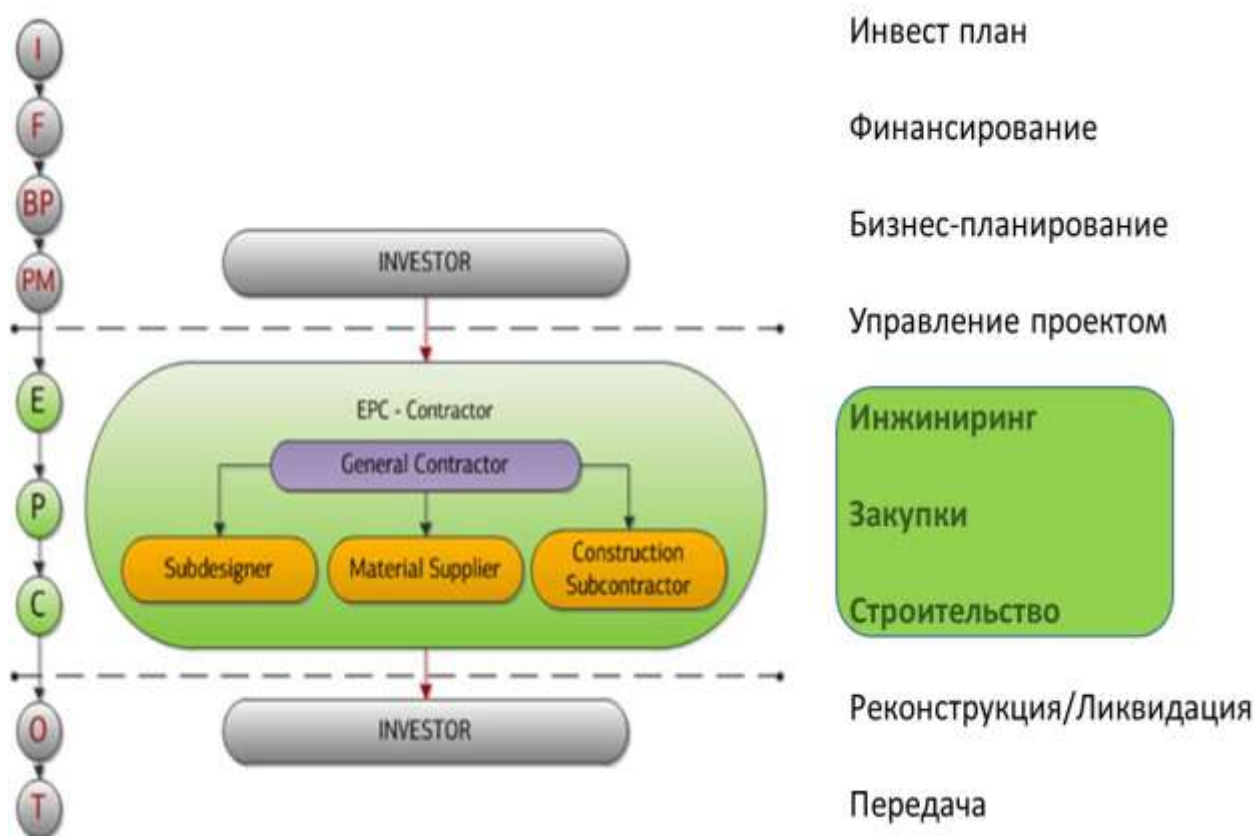 I
F
BP
PM
E
P
C
O
T
INVESTOR
EPC - Contractor
General Contractor
Subdesigner
Material Supplier
Construction
Subcontractor
INVESTOR
Инвест план
Финансирование
Бизнес-планирование
Управление проектом
Инжиниринг
Закупки
Строительство
Реконструкция/Ликвидация
Передача